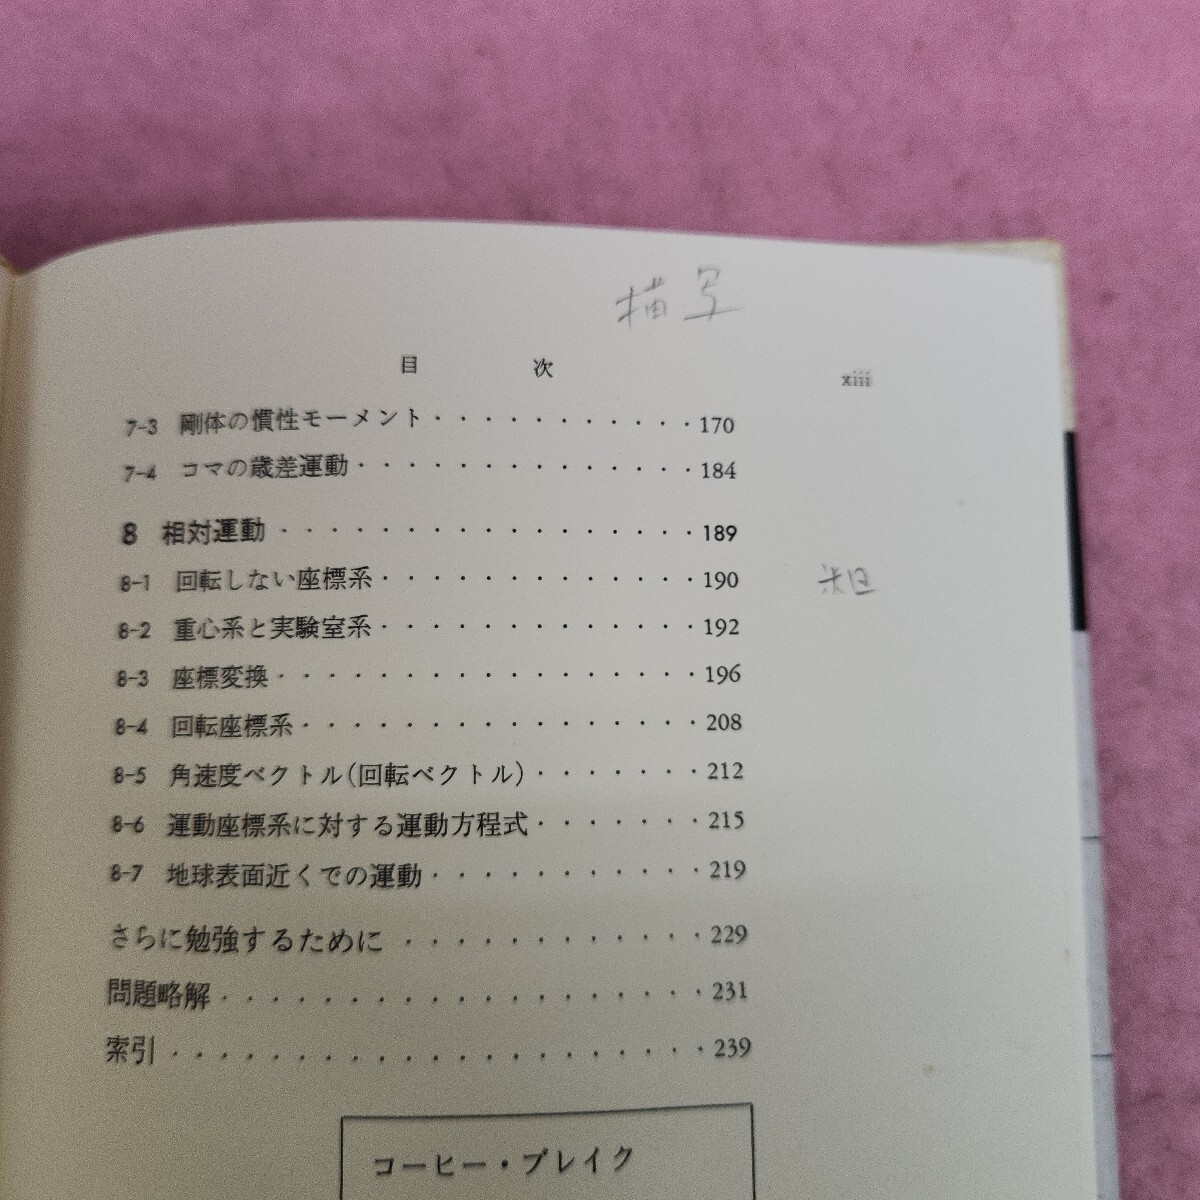 描写
目 次 xiii
7-3 剛体の慣性モーメント・・・・・・・・・・・170
7-4 コマの歳差運動・・・・・・・・・・・・・・184
8 相対運動・・・・・・・・・・・・・・・・・189
8-1 回転しない座標系・・・・・・・・・・・・・190
8-2 重心系と実験室系・・・・・・・・・・・・・192
8-3 座標変換・・・・・・・・・・・・・・・・・196
8-4 回転座標系・・・・・・・・・・・・・・・・208
8-5 角速度ベクトル(回転ベクトル)・・・・・・・212
8-6 運動座標系に対する運動方程式・・・・・・・215
8-7 地球表面近くでの運動・・・・・・・・・・・219
さらに勉強するために・・・・・・・・・・・・229
問題略解・・・・・・・・・・・・・・・・・・・231
索引・・・・・・・・・・・・・・・・・・・・・239
コーヒー・ブレイク